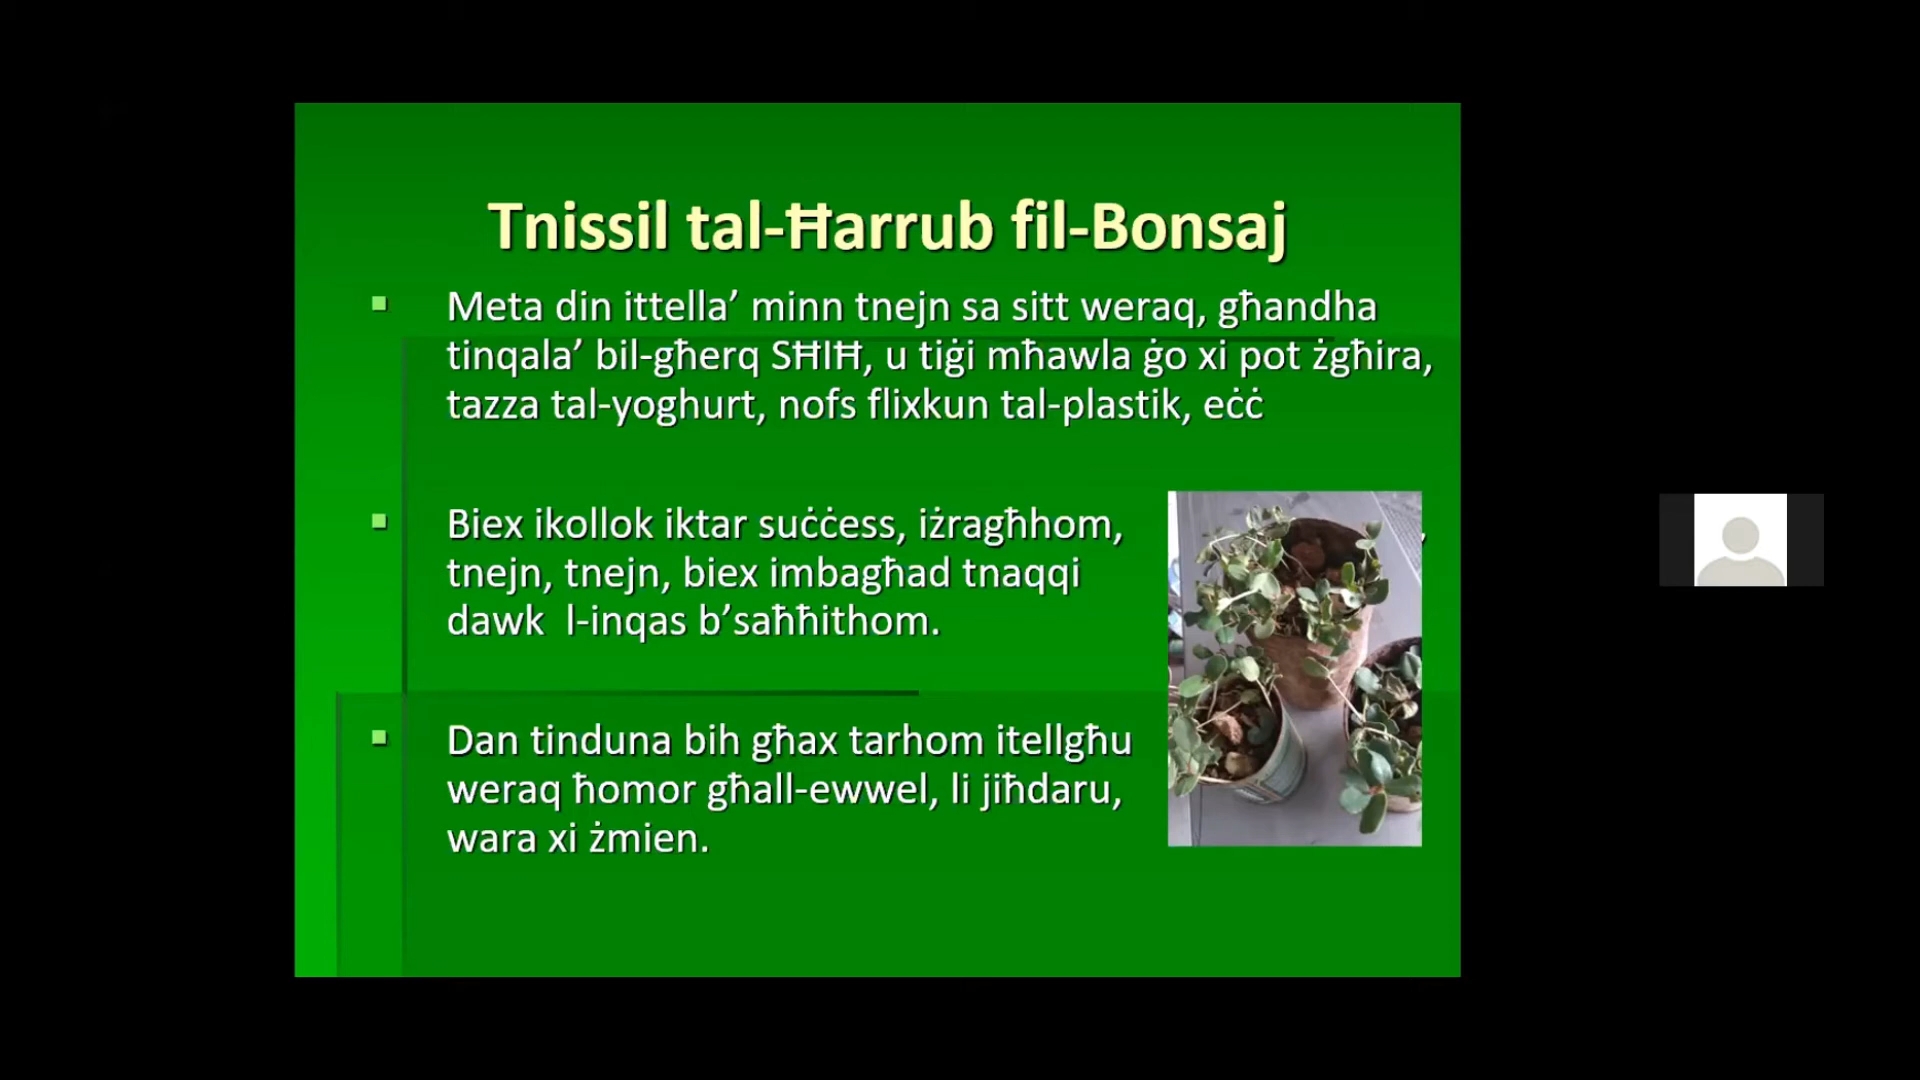 Tnissil tal-Ħarrub fil-Bonsaj
Meta din ittella’ minn tnejn sa sitt weraq, għandha
tinqala’ bil-għerq SĦIĦ, u tiġi mħawla ġo xi pot żgħira,
tazza tal-yoghurt, nofs flixkun tal-plastik, eċċ
Biex ikollok iktar suċċess, iżragħhom,
tnejn, tnejn, biex imbagħad tnaqqi
dawk l-inqas b’saħħithom.
Dan tinduna bih għax tarhom itellgħu
weraq ħomor għall-ewwel, li jiħdaru,
wara xi żmien.